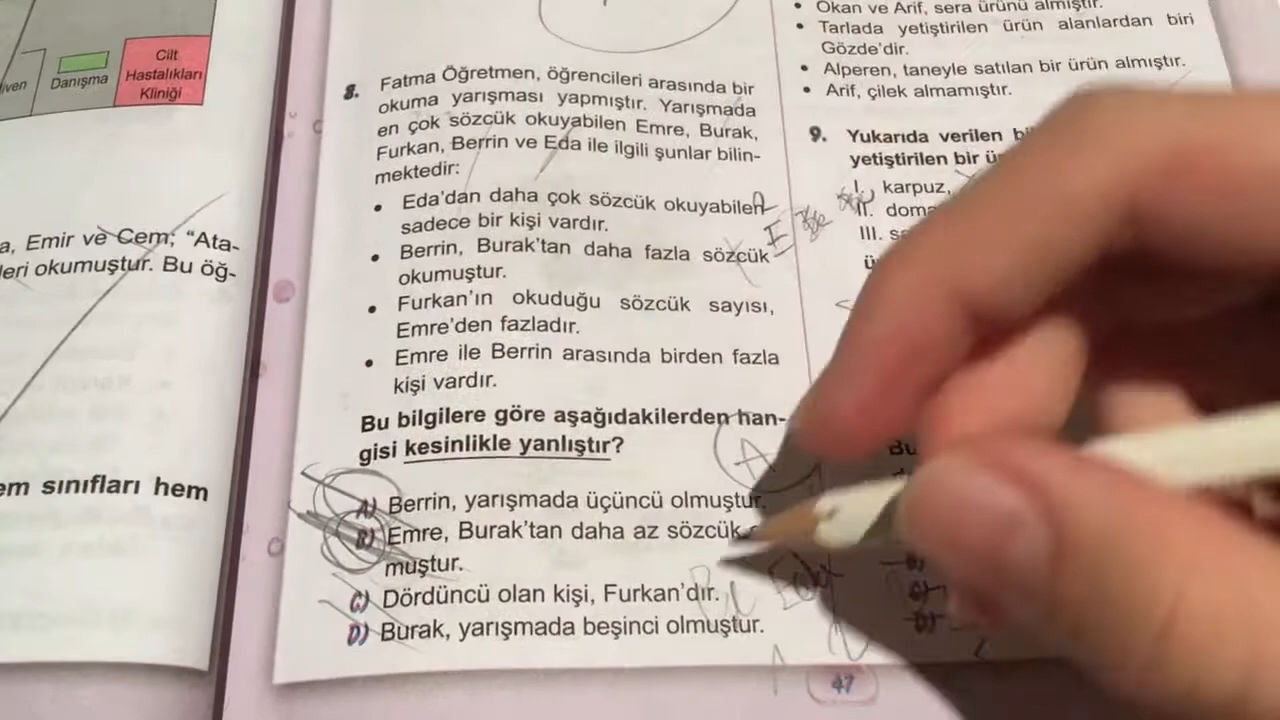 iven
Danışma
Cilt
Hastalıkları
Kliniği
a, Emir ve Cem; “Ata-
leri okumuştur. Bu öğ-
em sınıfları hem
8. Fatma Öğretmen, öğrencileri arasında bir
okuma yarışması yapmıştır. Yarışmada
en çok sözcük okuyabilen Emre, Burak,
Furkan, Berrin ve Eda ile ilgili şunlar bilin-
mektedir:
• Eda’dan daha çok sözcük okuyabilen
sadece bir kişi vardır.
• Berrin, Burak’tan daha fazla sözcük
okumuştur.
• Furkan’ın okuduğu sözcük sayısı,
Emre’den fazladır.
• Emre ile Berrin arasında birden fazla
kişi vardır.
Bu bilgilere göre aşağıdakilerden han-
gisi kesinlikle yanlıştır?
A
A) Berrin, yarışmada üçüncü olmuştur.
B) Emre, Burak’tan daha az sözcük
muştur.
C) Dördüncü olan kişi, Furkan’dır.
D) Burak, yarışmada beşinci olmuştur.
47
• Okan ve Arif, sera ürünü almıştır.
• Tarlada yetiştirilen ürün alanlardan biri
Gözde’dir.
• Alperen, taneyle satılan bir ürün almıştır.
• Arif, çilek almamıştır.
9. Yukarıda verilen
yetiştirilen bir
I. karpuz,
II. doma
III.
Bu